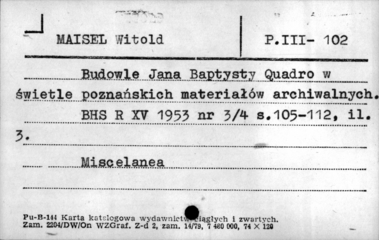 MAISEL Witold P.III- 102
Budowle Jana Baptysty Quadro w
świetle poznańskich materiałów archiwalnych.
BHS R XV 1953 nr 3/4 s.105-112, il.
3.
Miscelanea
Pu-B-144 Karta katalogowa wydawnictw ciągłych i zwartych.
Zam. 2204/DW/On WZGraf. Z-d 2, zam. 14/79, 7 400 000, 74 X 120